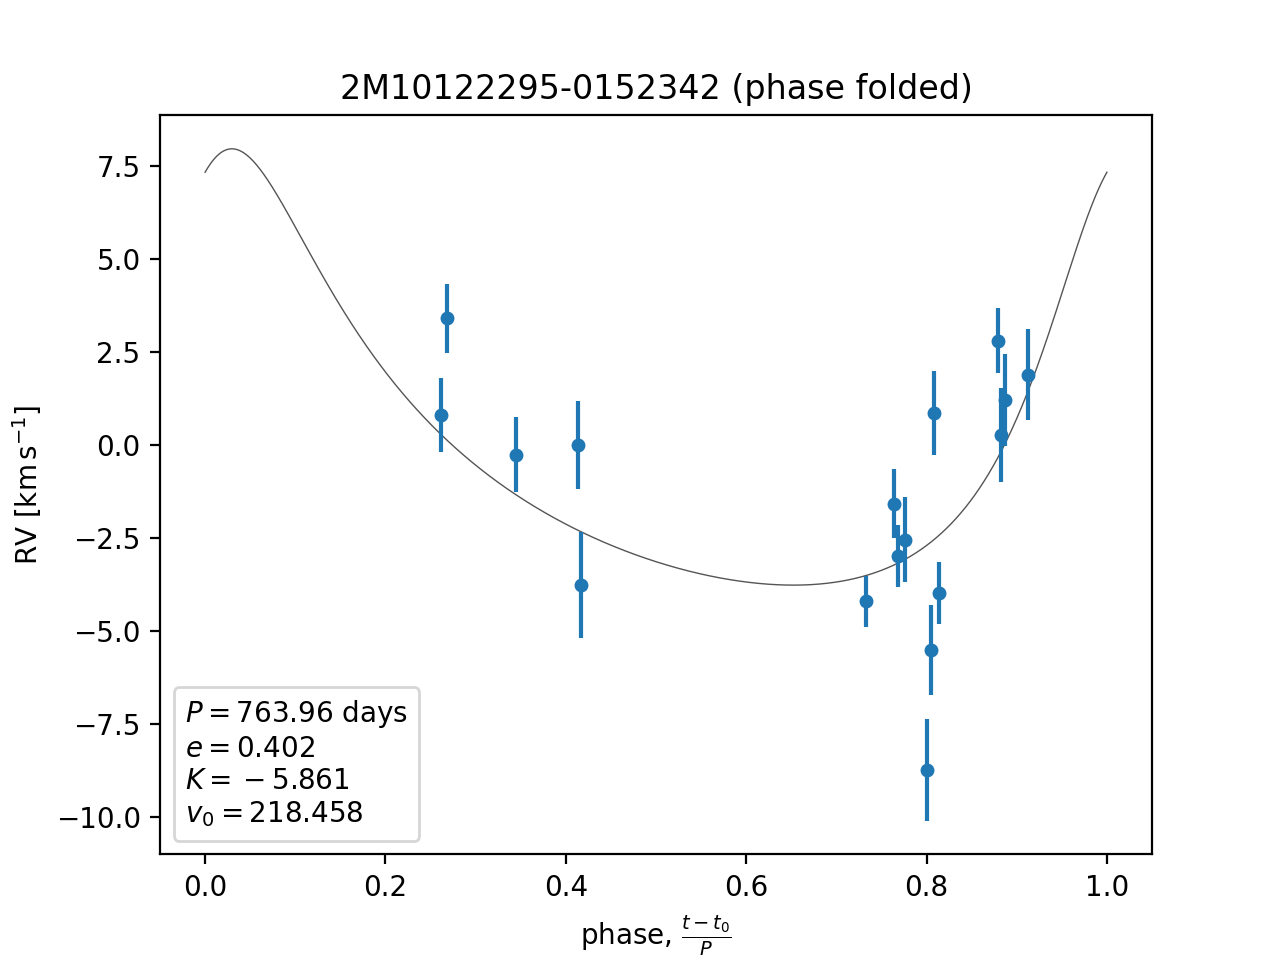 2M10122295-0152342 (phase folded)
RV [km s⁻¹]
7.5
5.0
2.5
0.0
−2.5
−5.0
−7.5
−10.0
P = 763.96 days
e = 0.402
K = −5.861
v₀ = 218.458
0.0 0.2 0.4 0.6 0.8 1.0
phase, (t − t₀)/P